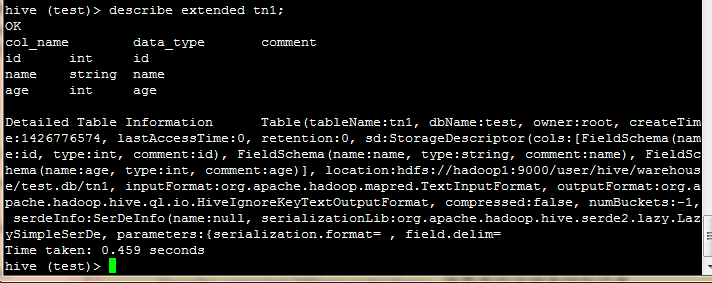 hive (test)> describe extended tn1;
OK
col_name data_type comment
id int id
name string name
age int age
Detailed Table Information Table(tableName:tn1, dbName:test, owner:root, createTim
e:1426776574, lastAccessTime:0, retention:0, sd:StorageDescriptor(cols:[FieldSchema(nam
e:id, type:int, comment:id), FieldSchema(name:name, type:string, comment:name), FieldSc
hema(name:age, type:int, comment:age)], location:hdfs://hadoop1:9000/user/hive/warehous
e/test.db/tn1, inputFormat:org.apache.hadoop.mapred.TextInputFormat, outputFormat:org.a
pache.hadoop.hive.ql.io.HiveIgnoreKeyTextOutputFormat, compressed:false, numBuckets:-1,
serdeInfo:SerDeInfo(name:null, serializationLib:org.apache.hadoop.hive.serde2.lazy.Laz
ySimpleSerDe, parameters:{serialization.format= , field.delim=
Time taken: 0.459 seconds
hive (test)>